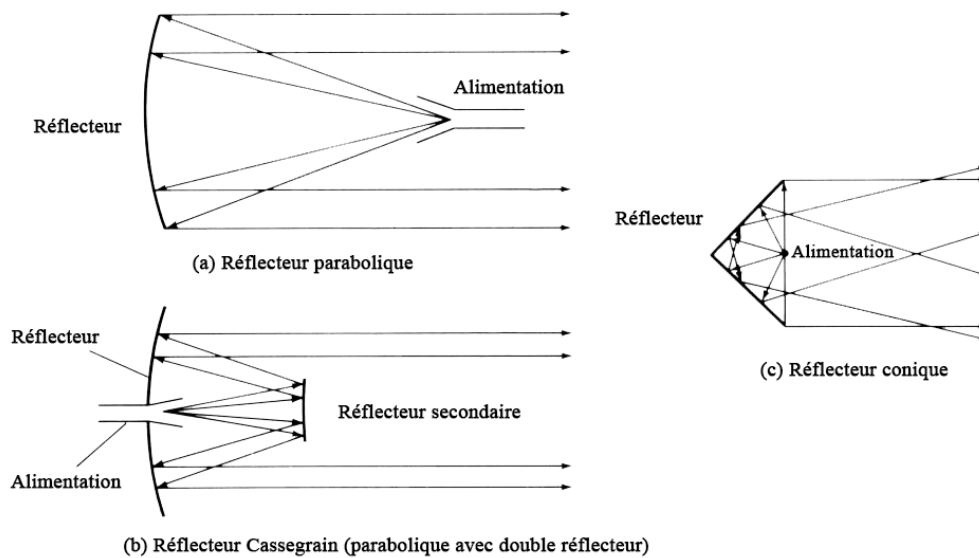 Alimentation
Réflecteur
(a) Réflecteur parabolique
Réflecteur
Alimentation
(c) Réflecteur conique
Réflecteur
Réflecteur secondaire
Alimentation
(b) Réflecteur Cassegrain (parabolique avec double réflecteur)